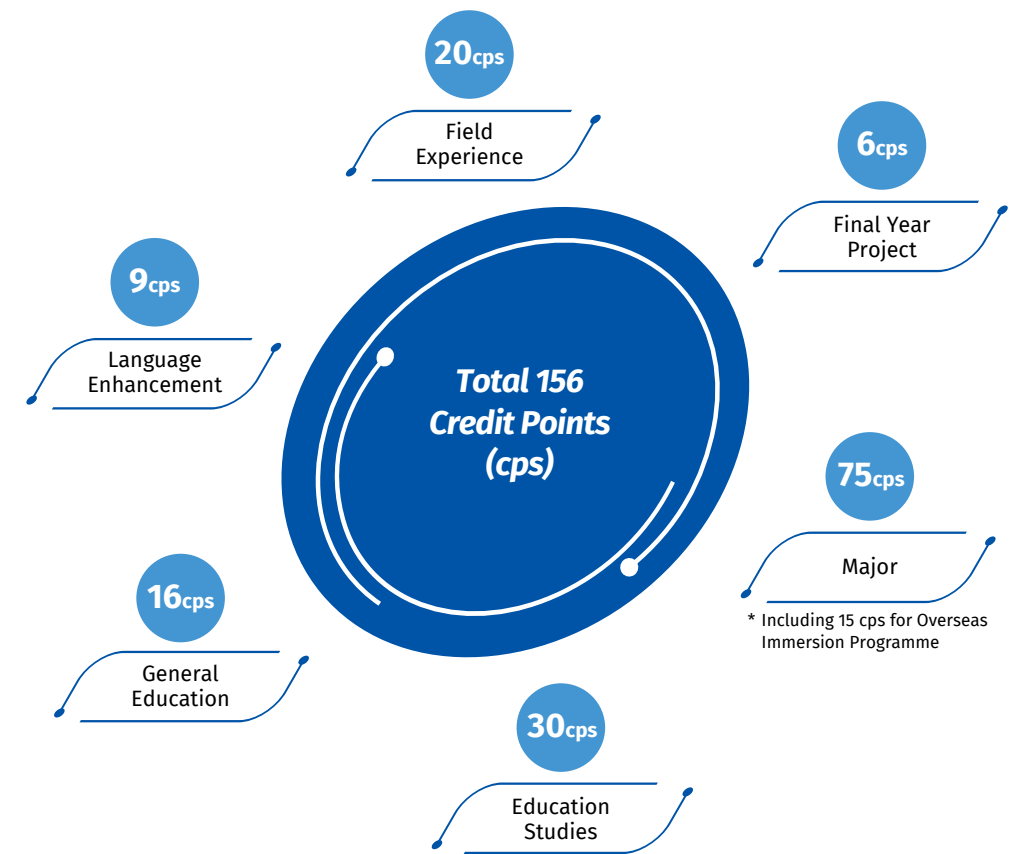 20cps
Field
Experience
6cps
Final Year
Project
9cps
Language
Enhancement
Total 156
Credit Points
(cps)
75cps
Major
* Including 15 cps for Overseas
Immersion Programme
16cps
General
Education
30cps
Education
Studies